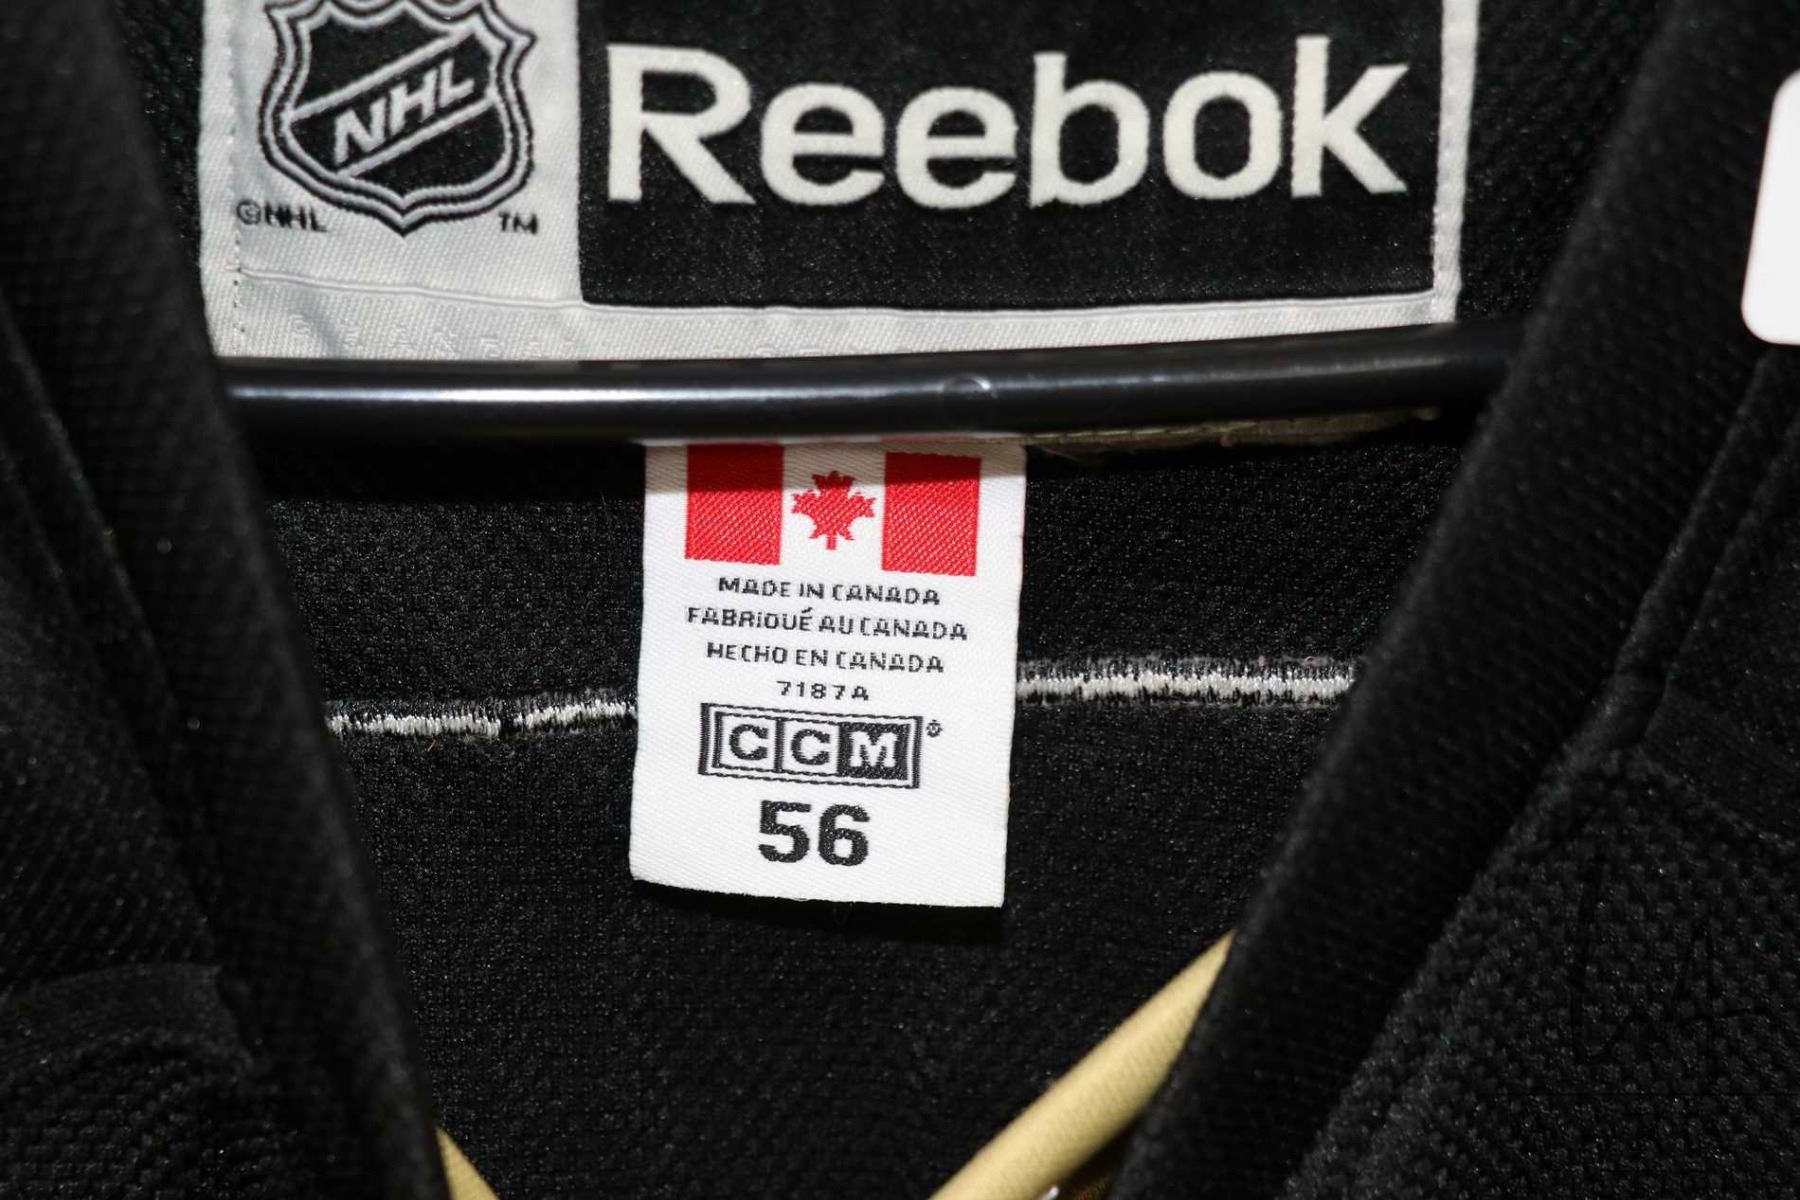 NHL
©NHL TM
Reebok
MADE IN CANADA
FABRIQUÉ AU CANADA
HECHO EN CANADA
7187A
CCM®
56